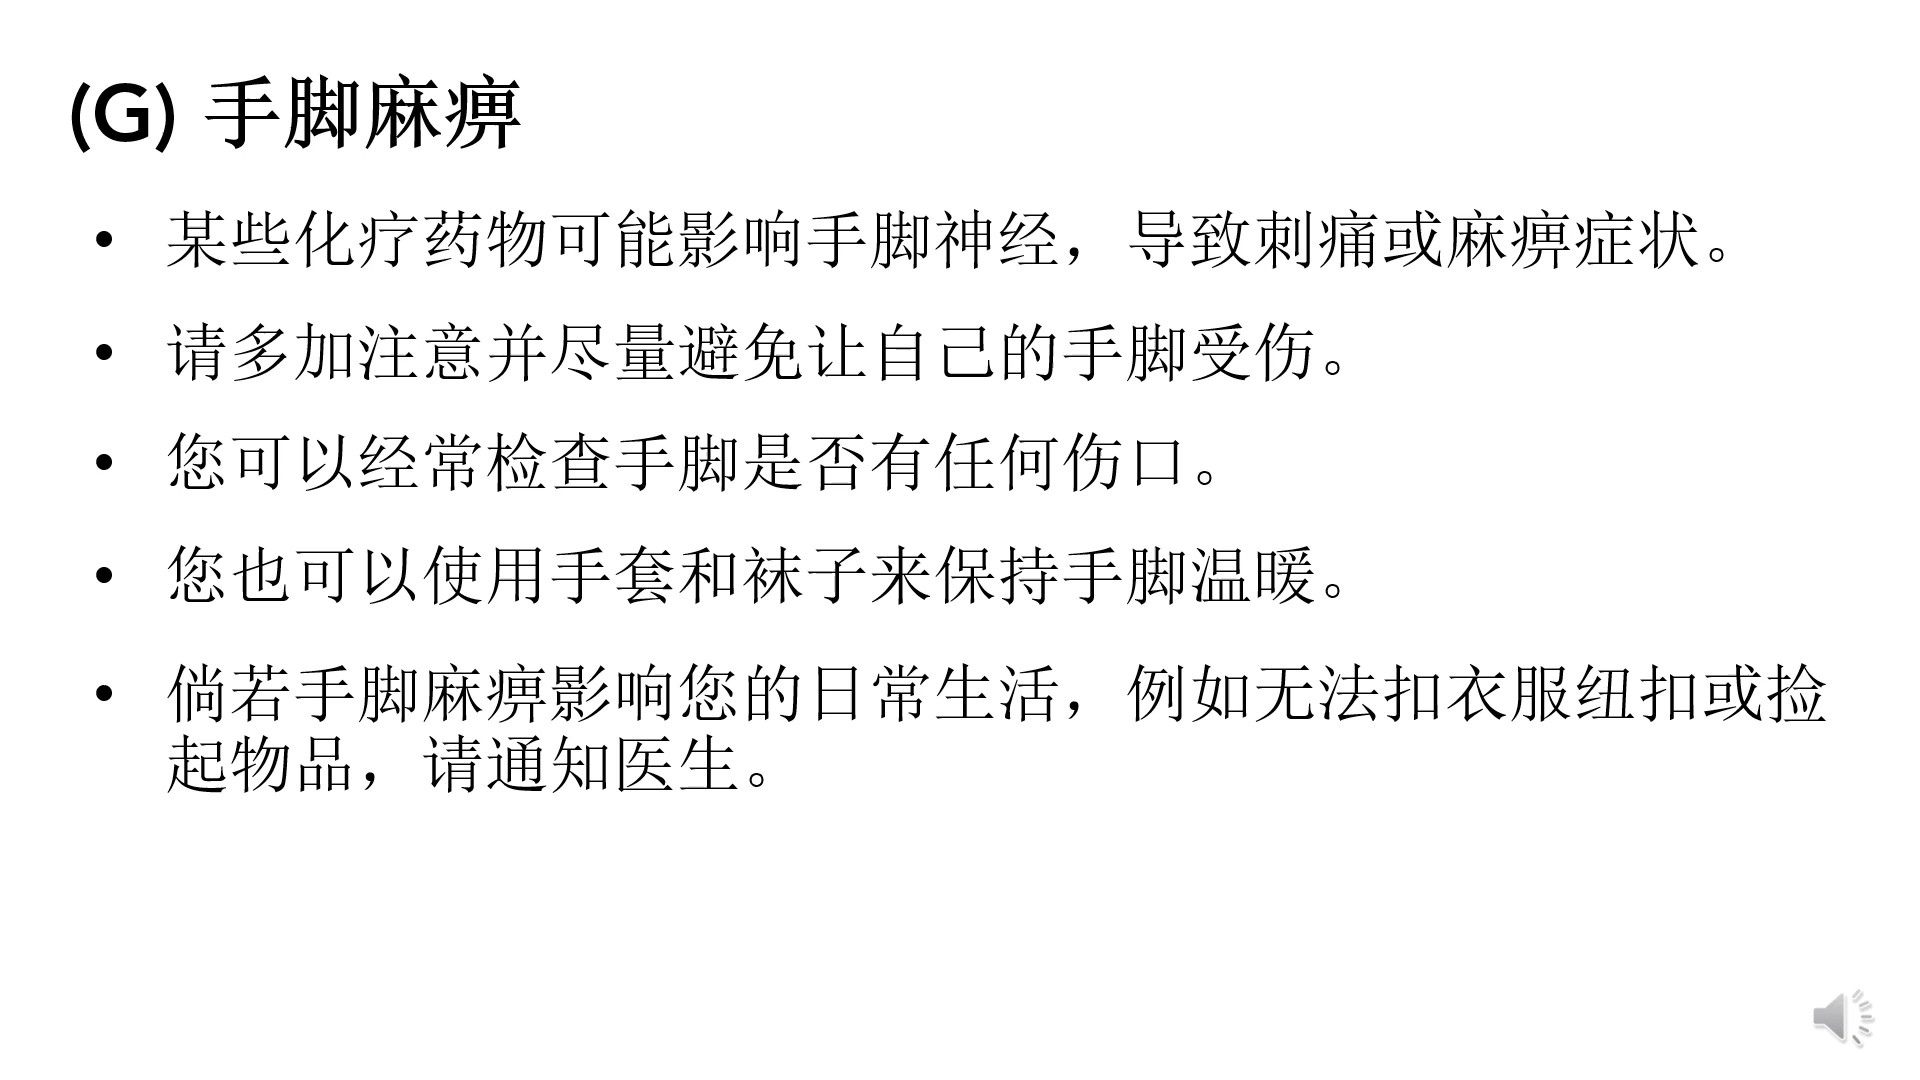 (G) 手脚麻痹
• 某些化疗药物可能影响手脚神经，导致刺痛或麻痹症状。
• 请多加注意并尽量避免让自己的手脚受伤。
• 您可以经常检查手脚是否有任何伤口。
• 您也可以使用手套和袜子来保持手脚温暖。
• 倘若手脚麻痹影响您的日常生活，例如无法扣衣服纽扣或捡
起物品，请通知医生。